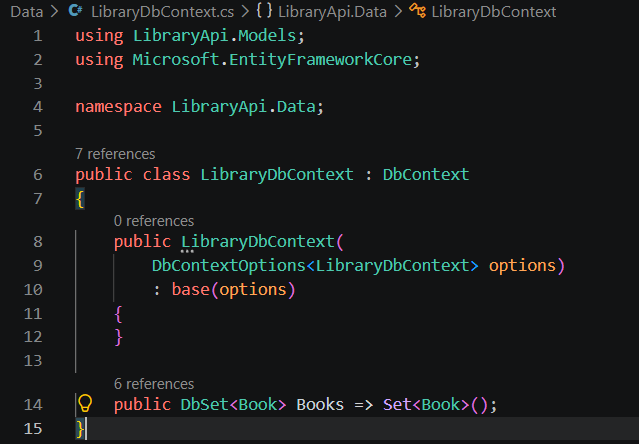 Data > LibraryDbContext.cs > {} LibraryApi.Data > LibraryDbContext
1 using LibraryApi.Models;
2 using Microsoft.EntityFrameworkCore;
3
4 namespace LibraryApi.Data;
5
7 references
6 public class LibraryDbContext : DbContext
7 {
0 references
8     public LibraryDbContext(
9         DbContextOptions<LibraryDbContext> options)
10         : base(options)
11     {
12     }
13
6 references
14     public DbSet<Book> Books => Set<Book>();
15 }